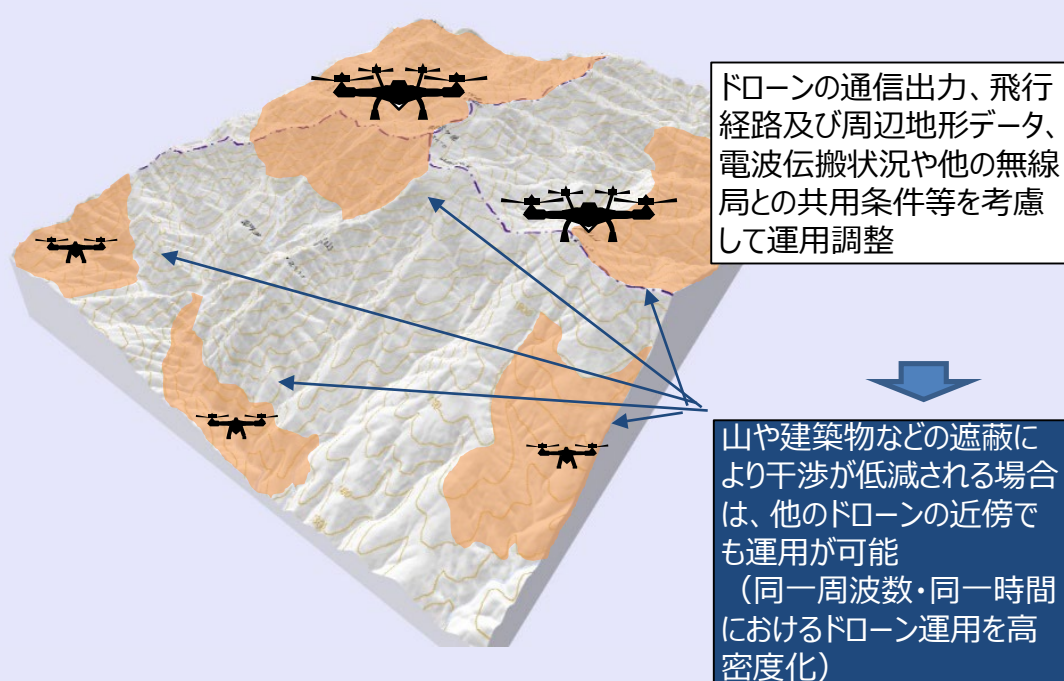 ドローンの通信出力、飛行
経路及び周辺地形データ、
電波伝搬状況や他の無線
局との共用条件等を考慮
して運用調整
山や建築物などの遮蔽に
より干渉が低減される場合
は、他のドローンの近傍で
も運用が可能
（同一周波数・同一時間
におけるドローン運用を高
密度化）